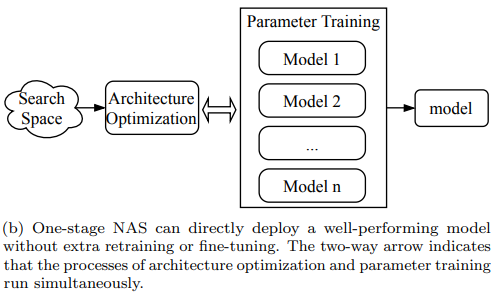 Parameter Training
Search
Space
Architecture
Optimization
Model 1
Model 2
...
Model n
model
(b) One-stage NAS can directly deploy a well-performing model
without extra retraining or fine-tuning. The two-way arrow indicates
that the processes of architecture optimization and parameter training
run simultaneously.